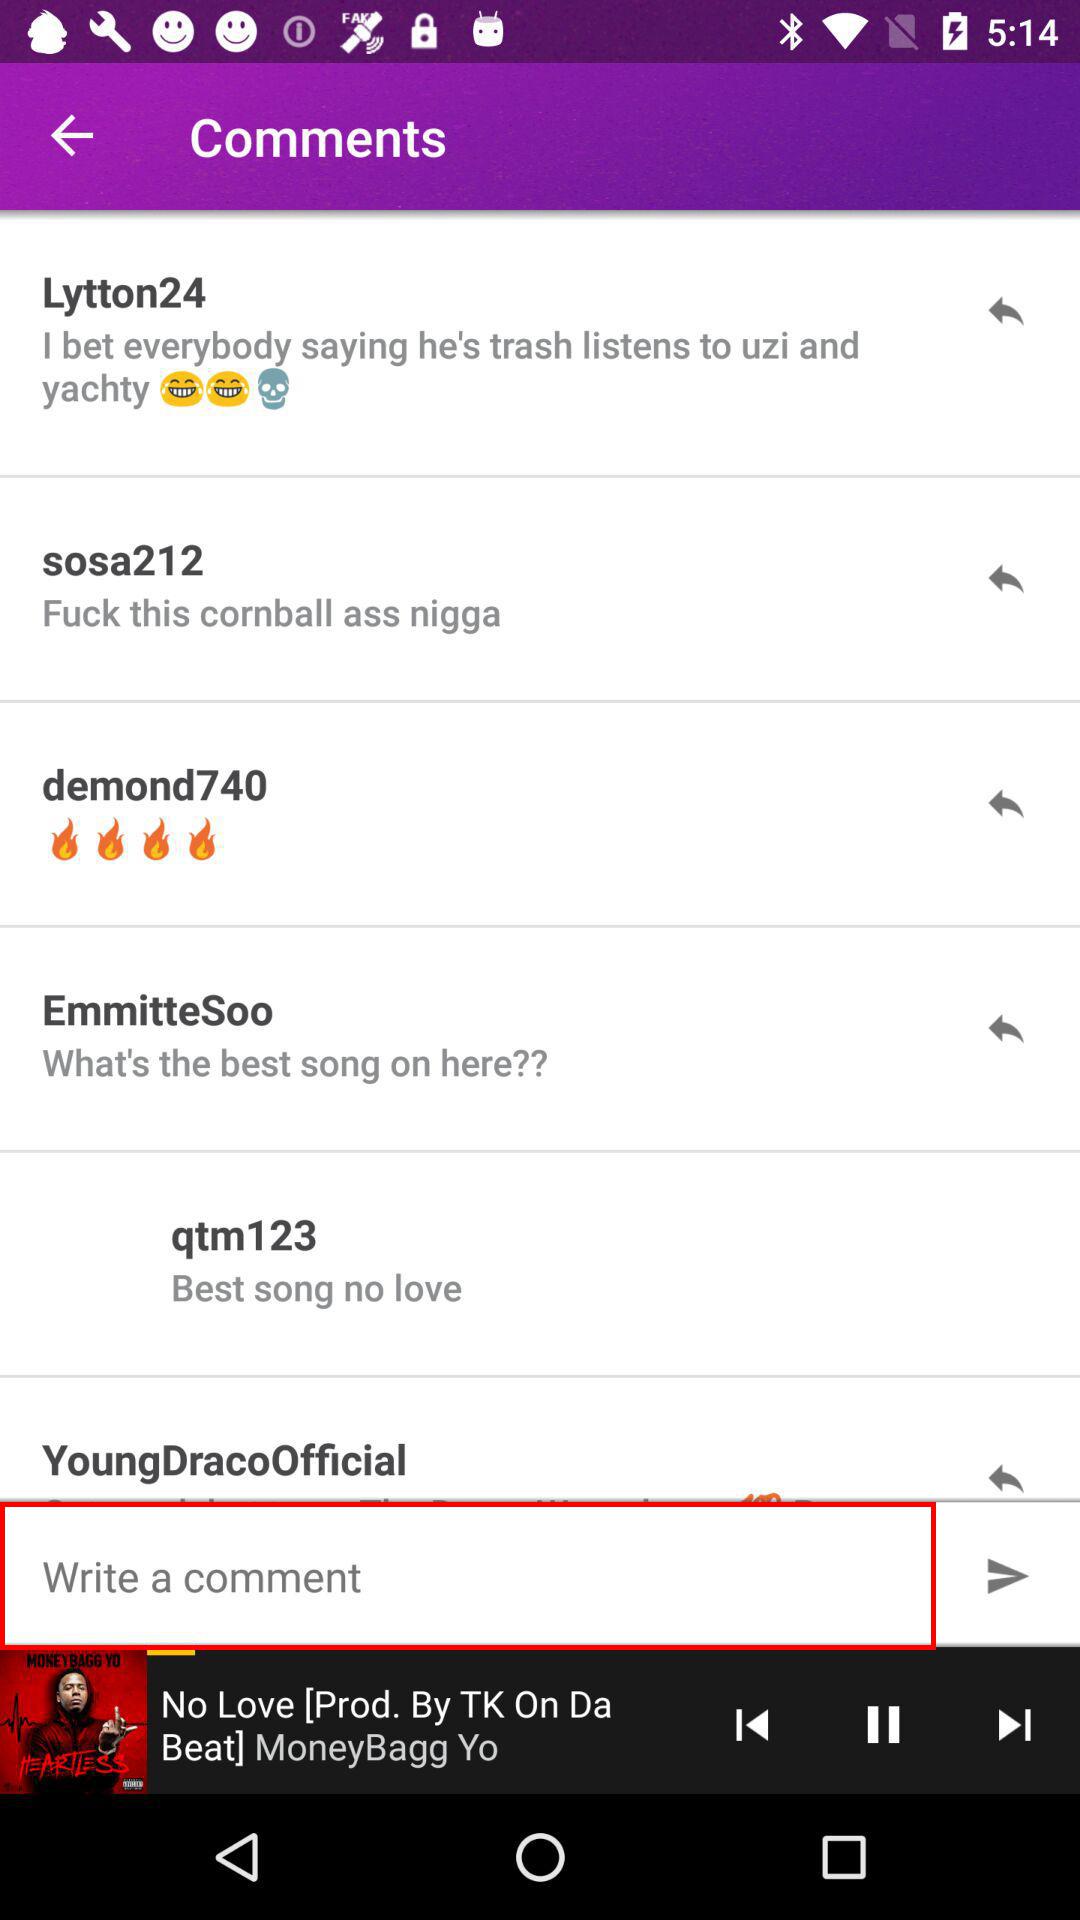 FAKE
5:14
Comments
Lytton24
I bet everybody saying he's trash listens to uzi and
yachty 😂😂💀
sosa212
Fuck this cornball ass nigga
demond740
🔥🔥🔥🔥
EmmitteSoo
What's the best song on here??
qtm123
Best song no love
YoungDracoOfficial
Write a comment
MONEYBAGG YO
HEARTLESS
No Love [Prod. By TK On Da
Beat] MoneyBagg Yo